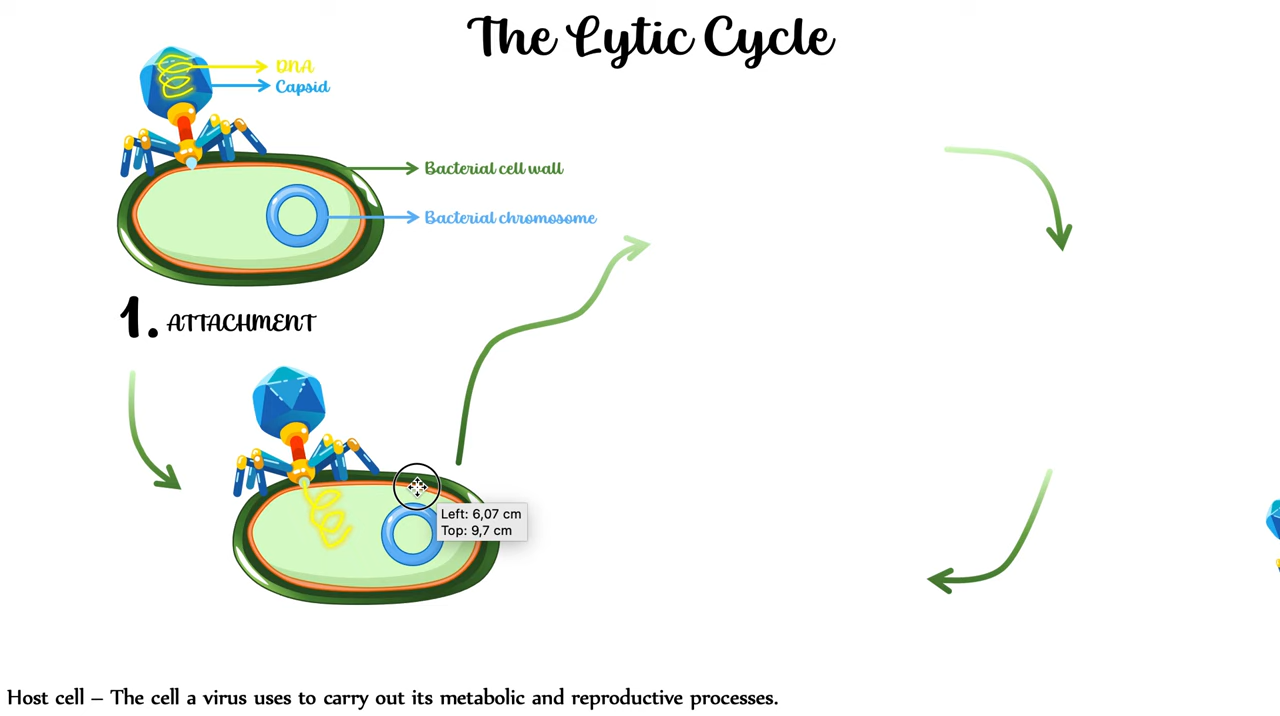 The Lytic Cycle
DNA
Capsid
Bacterial cell wall
Bacterial chromosome
1. ATTACHMENT
Left: 6,07 cm
Top: 9,7 cm
Host cell – The cell a virus uses to carry out its metabolic and reproductive processes.